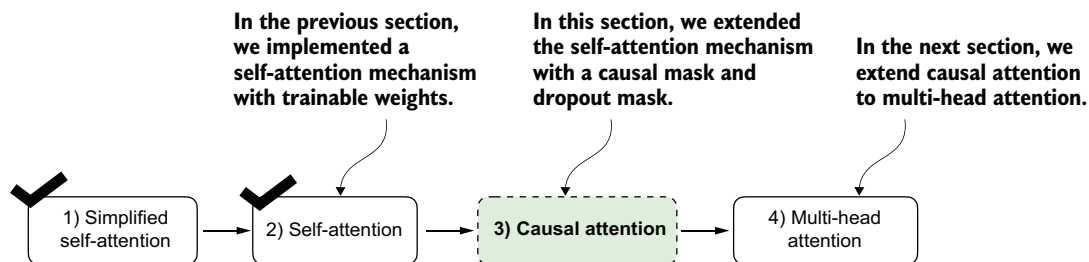 In the previous section,
we implemented a
self-attention mechanism
with trainable weights.
In this section, we extended
the self-attention mechanism
with a causal mask and
dropout mask.
In the next section, we
extend causal attention
to multi-head attention.
1) Simplified
self-attention
2) Self-attention
3) Causal attention
4) Multi-head
attention